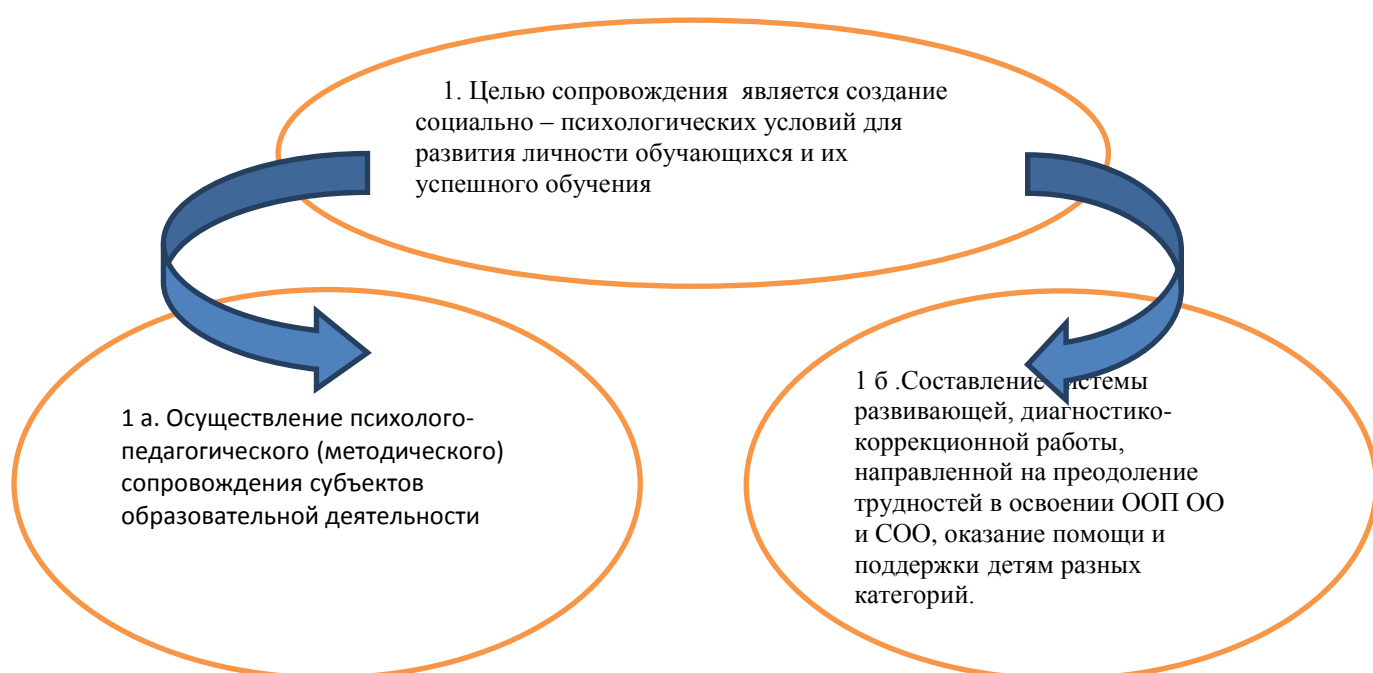 1. Целью сопровождения является создание
социально – психологических условий для
развития личности обучающихся и их
успешного обучения
1 а. Осуществление психолого-
педагогического (методического)
сопровождения субъектов
образовательной деятельности
1 б .Составление системы
развивающей, диагностико-
коррекционной работы,
направленной на преодоление
трудностей в освоении ООП ОО
и СОО, оказание помощи и
поддержки детям разных
категорий.